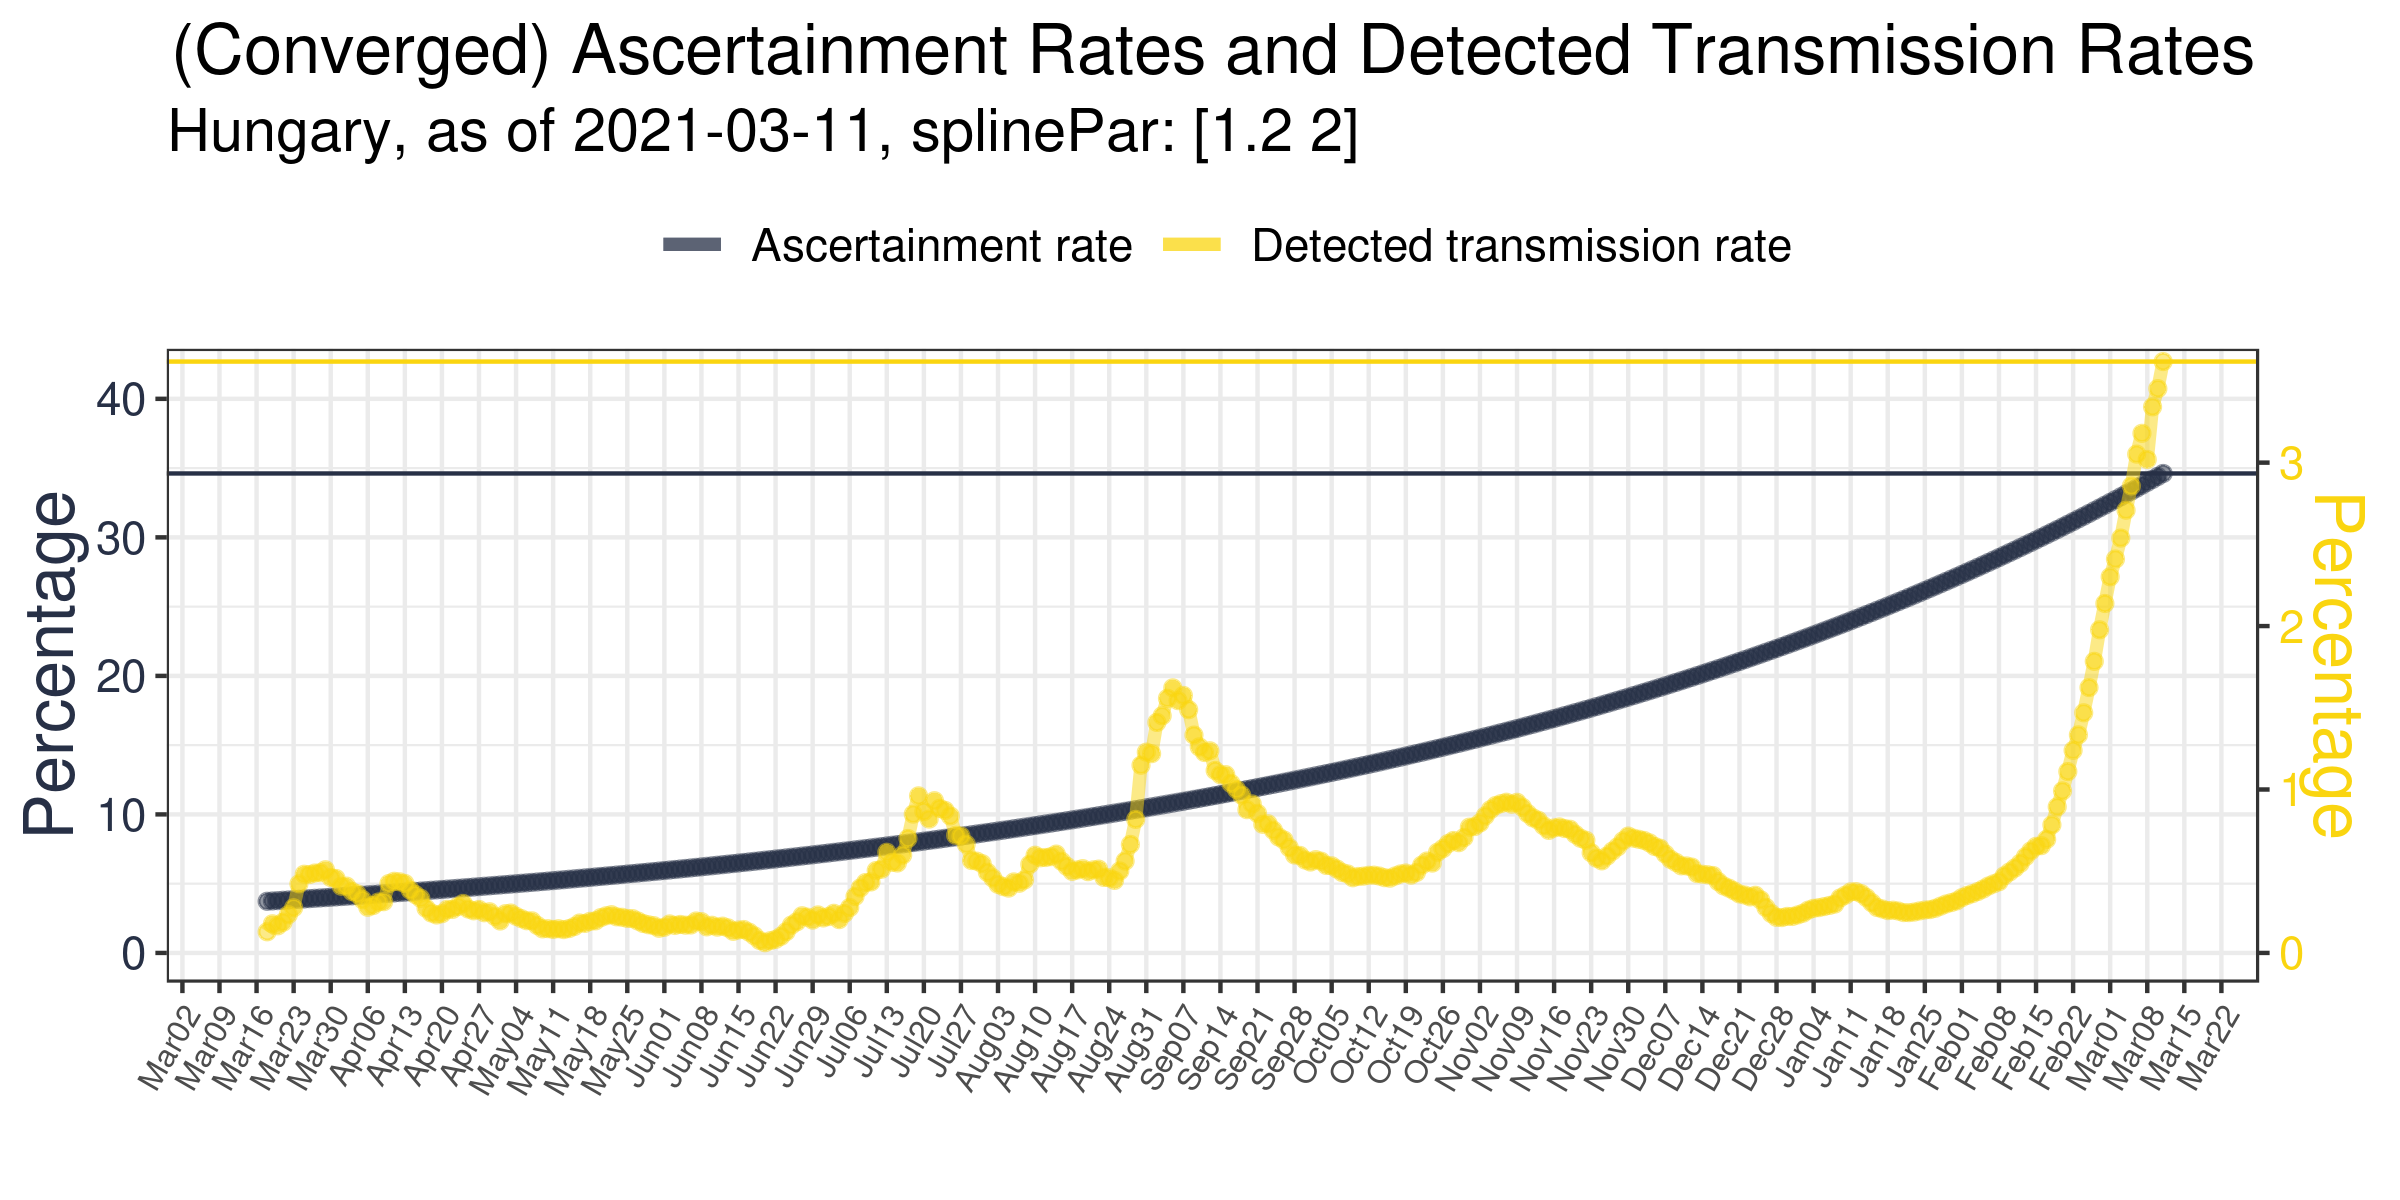 (Converged) Ascertainment Rates and Detected Transmission Rates
Hungary, as of 2021-03-11, splinePar: [1.2 2]
Ascertainment rate Detected transmission rate
Percentage
40
30
20
10
0
3
2
1
0
Percentage
Mar02 Mar09 Mar16 Mar23 Mar30 Apr06 Apr13 Apr20 Apr27 May04 May11 May18 May25 Jun01 Jun08 Jun15 Jun22 Jun29 Jul06 Jul13 Jul20 Jul27 Aug03 Aug10 Aug17 Aug24 Aug31 Sep07 Sep14 Sep21 Sep28 Oct05 Oct12 Oct19 Oct26 Nov02 Nov09 Nov16 Nov23 Nov30 Dec07 Dec14 Dec21 Dec28 Jan04 Jan11 Jan18 Jan25 Feb01 Feb08 Feb15 Feb22 Mar01 Mar08 Mar15 Mar22